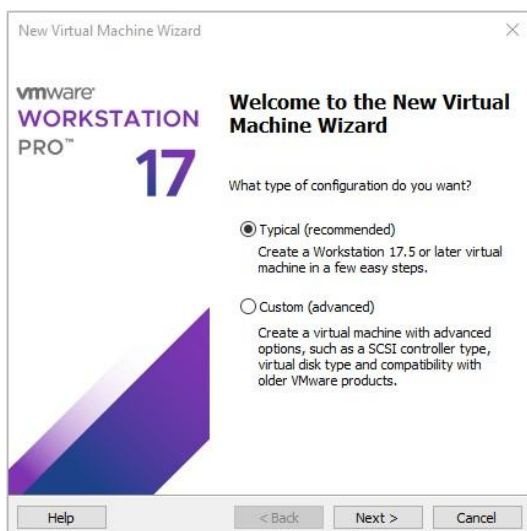 New Virtual Machine Wizard
vmware®
WORKSTATION
PRO™
17
Welcome to the New Virtual
Machine Wizard
What type of configuration do you want?
Typical (recommended)
Create a Workstation 17.5 or later virtual
machine in a few easy steps.
Custom (advanced)
Create a virtual machine with advanced
options, such as a SCSI controller type,
virtual disk type and compatibility with
older VMware products.
Help
< Back
Next >
Cancel